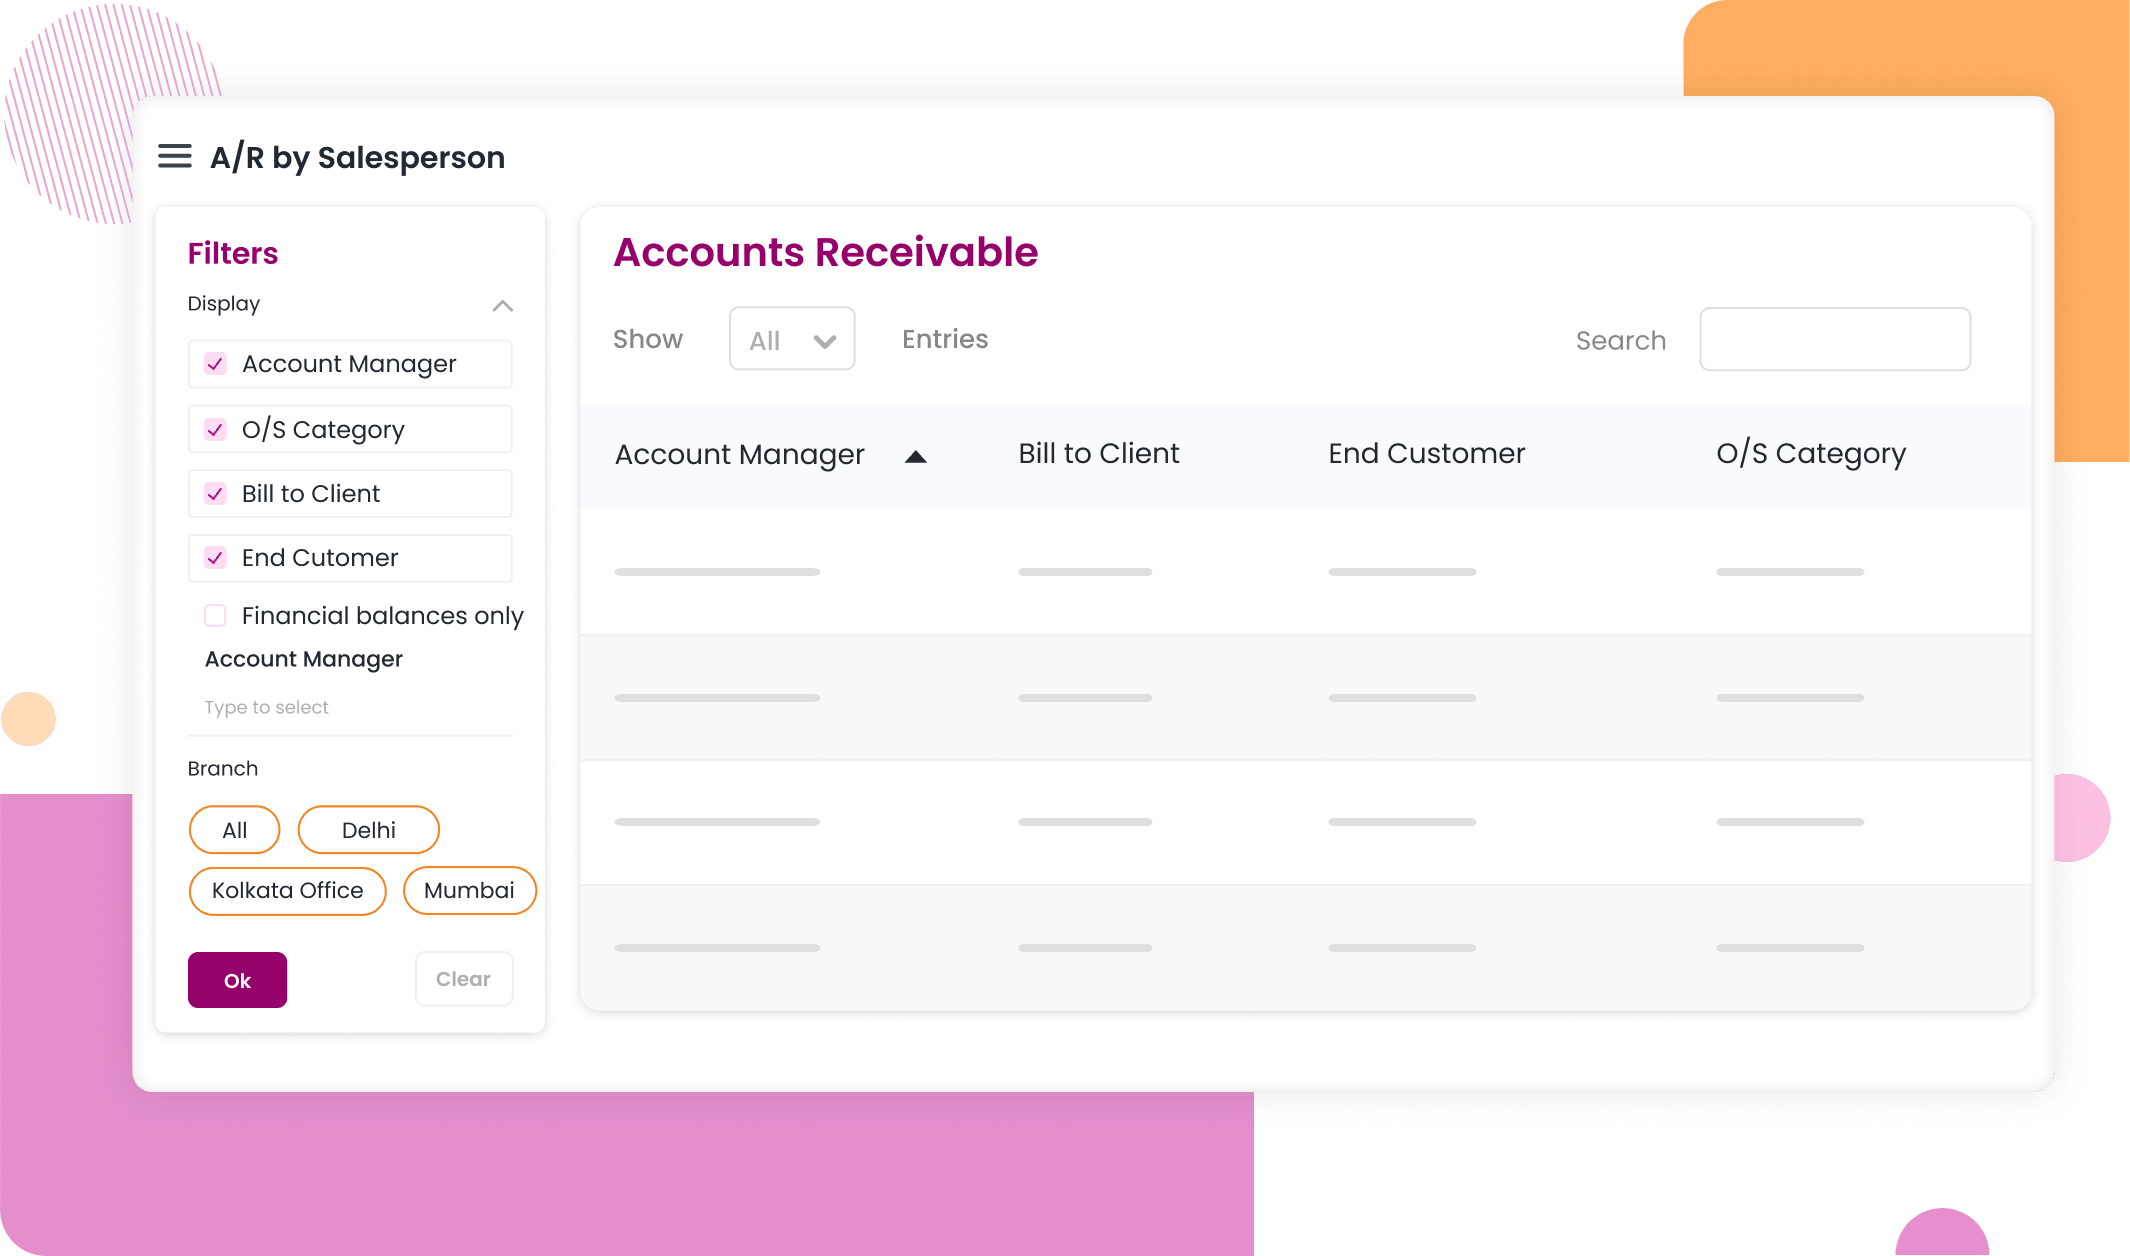 A/R by Salesperson
Filters
Display
Account Manager
O/S Category
Bill to Client
End Cutomer
Financial balances only
Account Manager
Type to select
Branch
All Delhi
Kolkata Office Mumbai
Ok Clear
Accounts Receivable
Show All Entries Search
Account Manager Bill to Client End Customer O/S Category